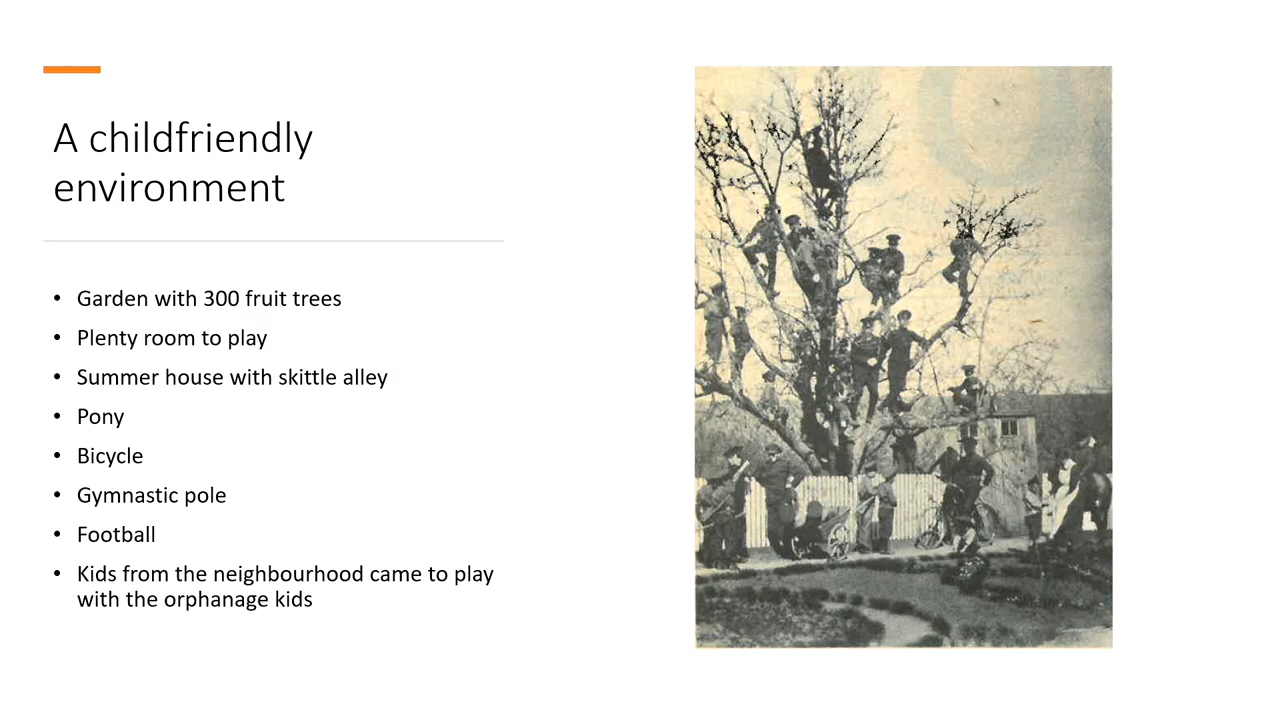 A childfriendly
environment
• Garden with 300 fruit trees
• Plenty room to play
• Summer house with skittle alley
• Pony
• Bicycle
• Gymnastic pole
• Football
• Kids from the neighbourhood came to play
with the orphanage kids